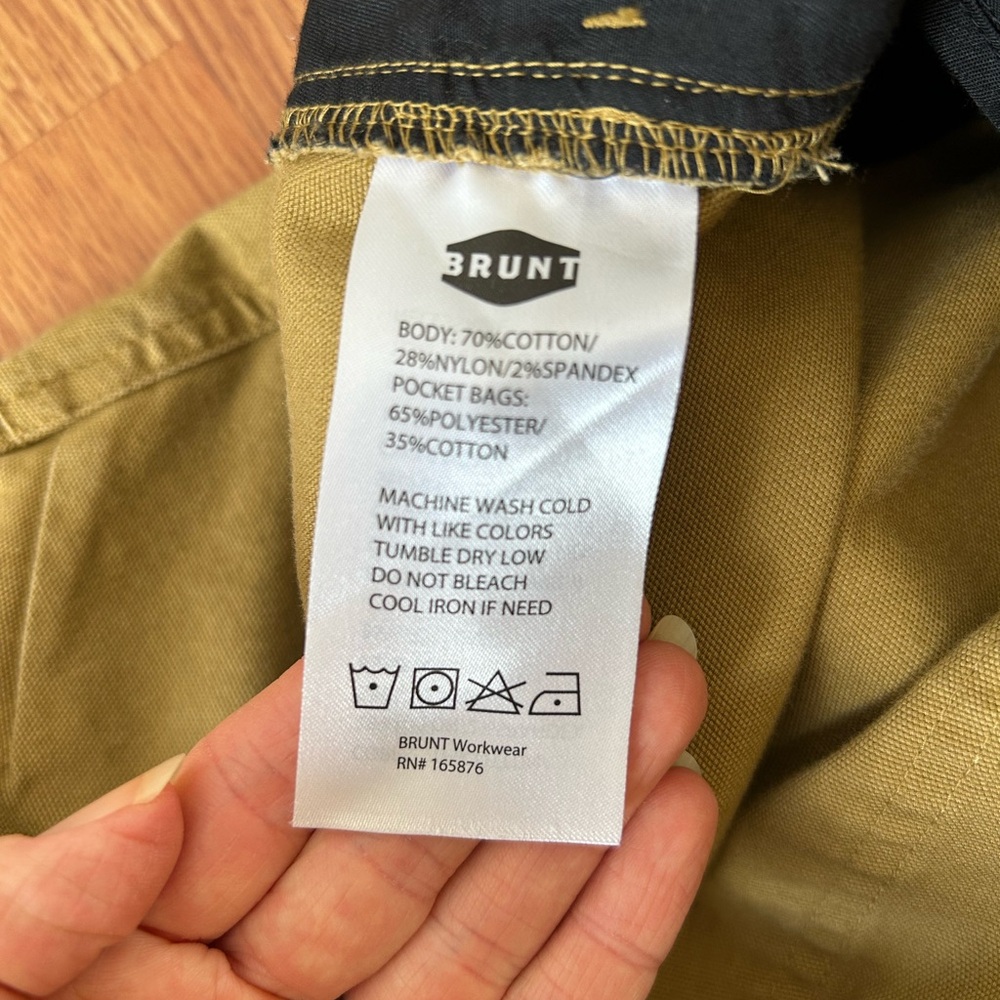 BRUNT
BODY: 70%COTTON/
28%NYLON/2%SPANDEX
POCKET BAGS:
65%POLYESTER/
35%COTTON
MACHINE WASH COLD
WITH LIKE COLORS
TUMBLE DRY LOW
DO NOT BLEACH
COOL IRON IF NEED
BRUNT Workwear
RN# 165876